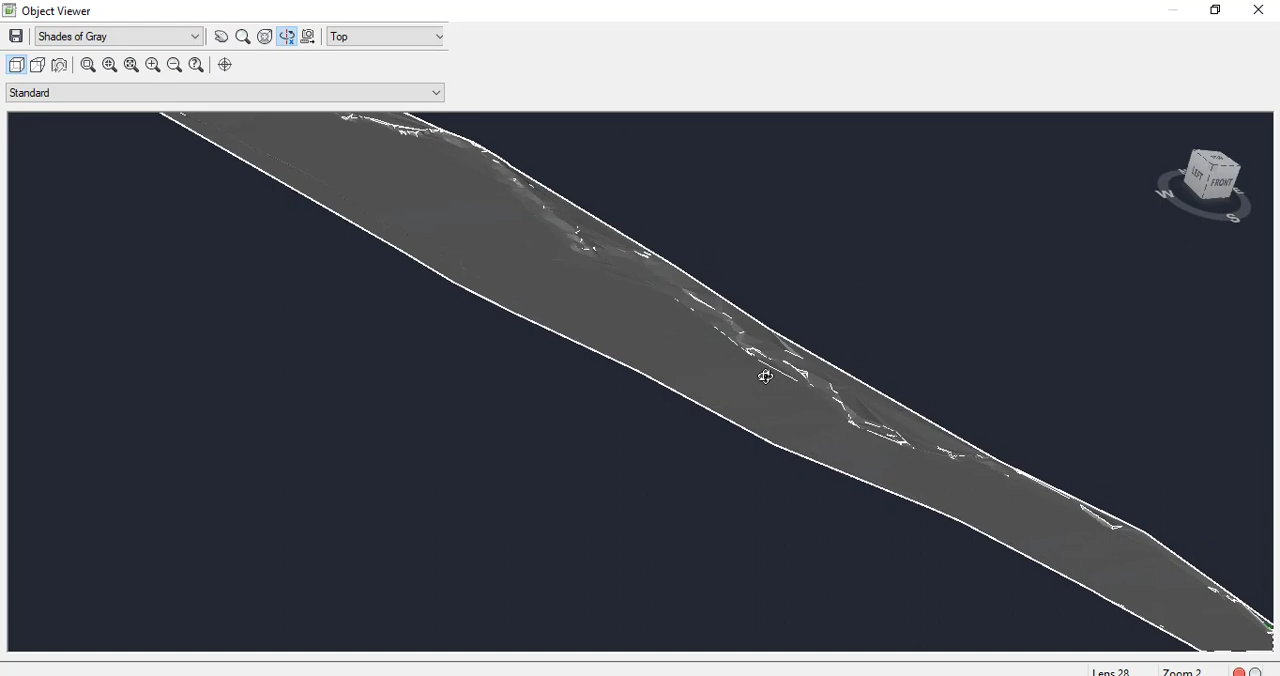 Object Viewer
Shades of Gray
Top
Standard
LEFT
FRONT
W
S
Lens 28
Zoom 2